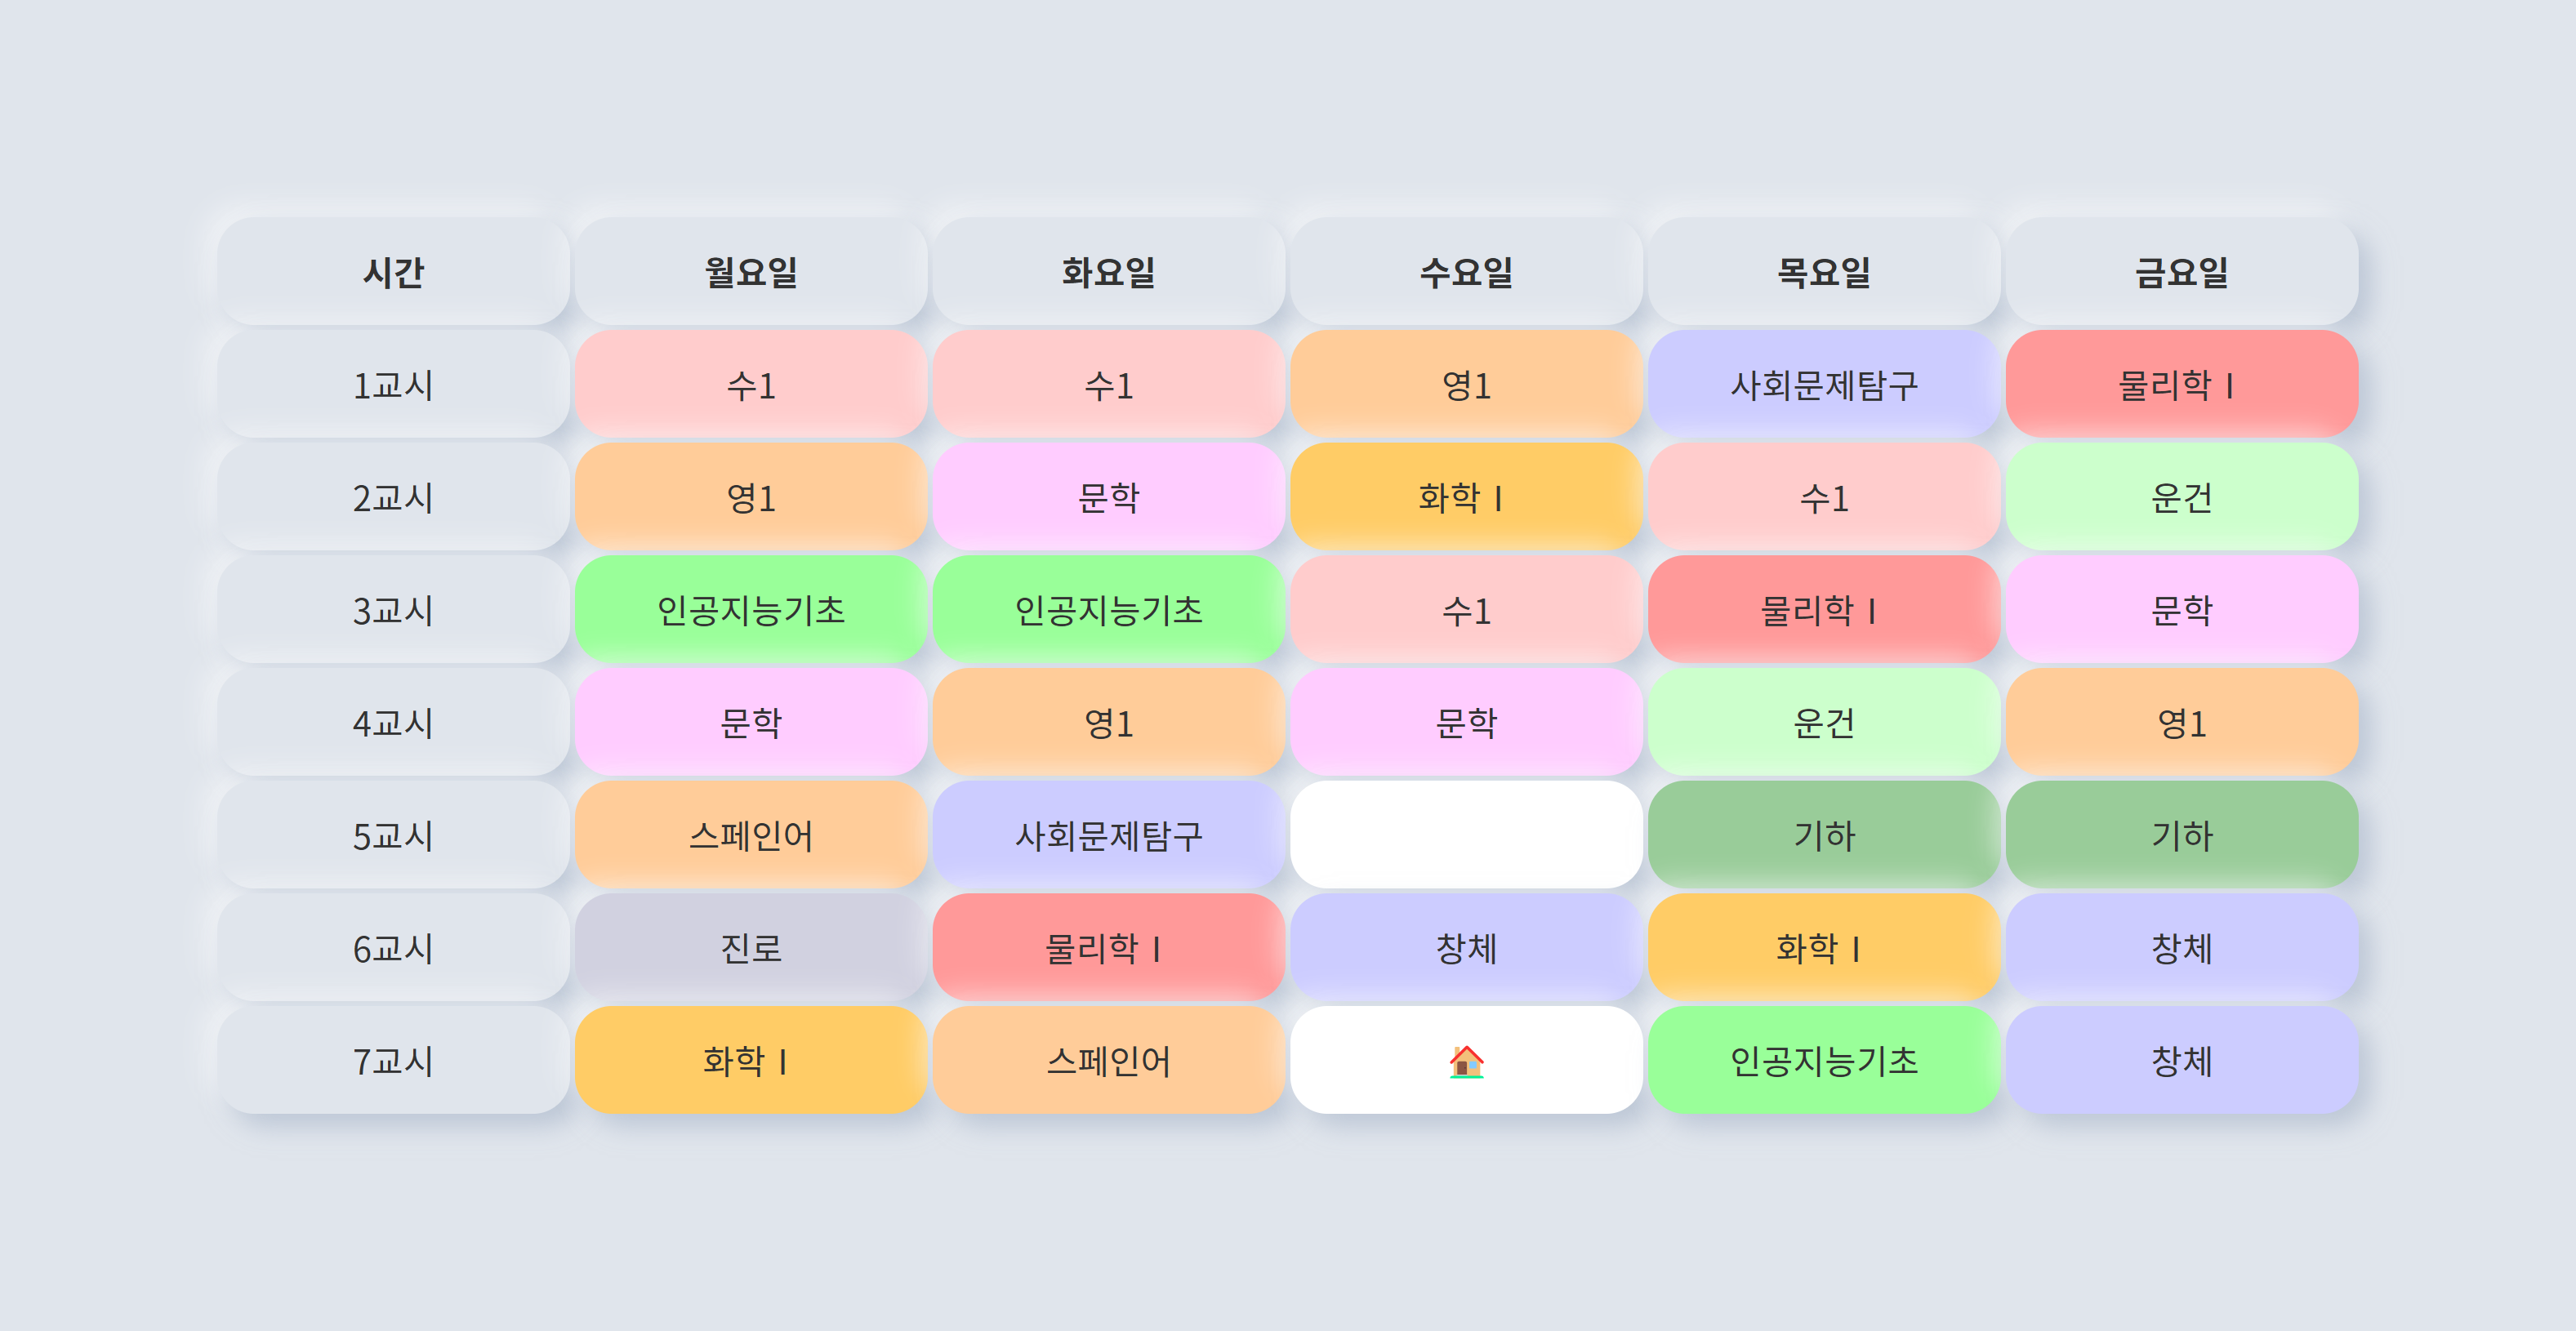 시간 월요일 화요일 수요일 목요일 금요일
1교시 수1 수1 영1 사회문제탐구 물리학Ⅰ
2교시 영1 문학 화학Ⅰ 수1 운건
3교시 인공지능기초 인공지능기초 수1 물리학Ⅰ 문학
4교시 문학 영1 문학 운건 영1
5교시 스페인어 사회문제탐구 기하 기하
6교시 진로 물리학Ⅰ 창체 화학Ⅰ 창체
7교시 화학Ⅰ 스페인어 🏠 인공지능기초 창체